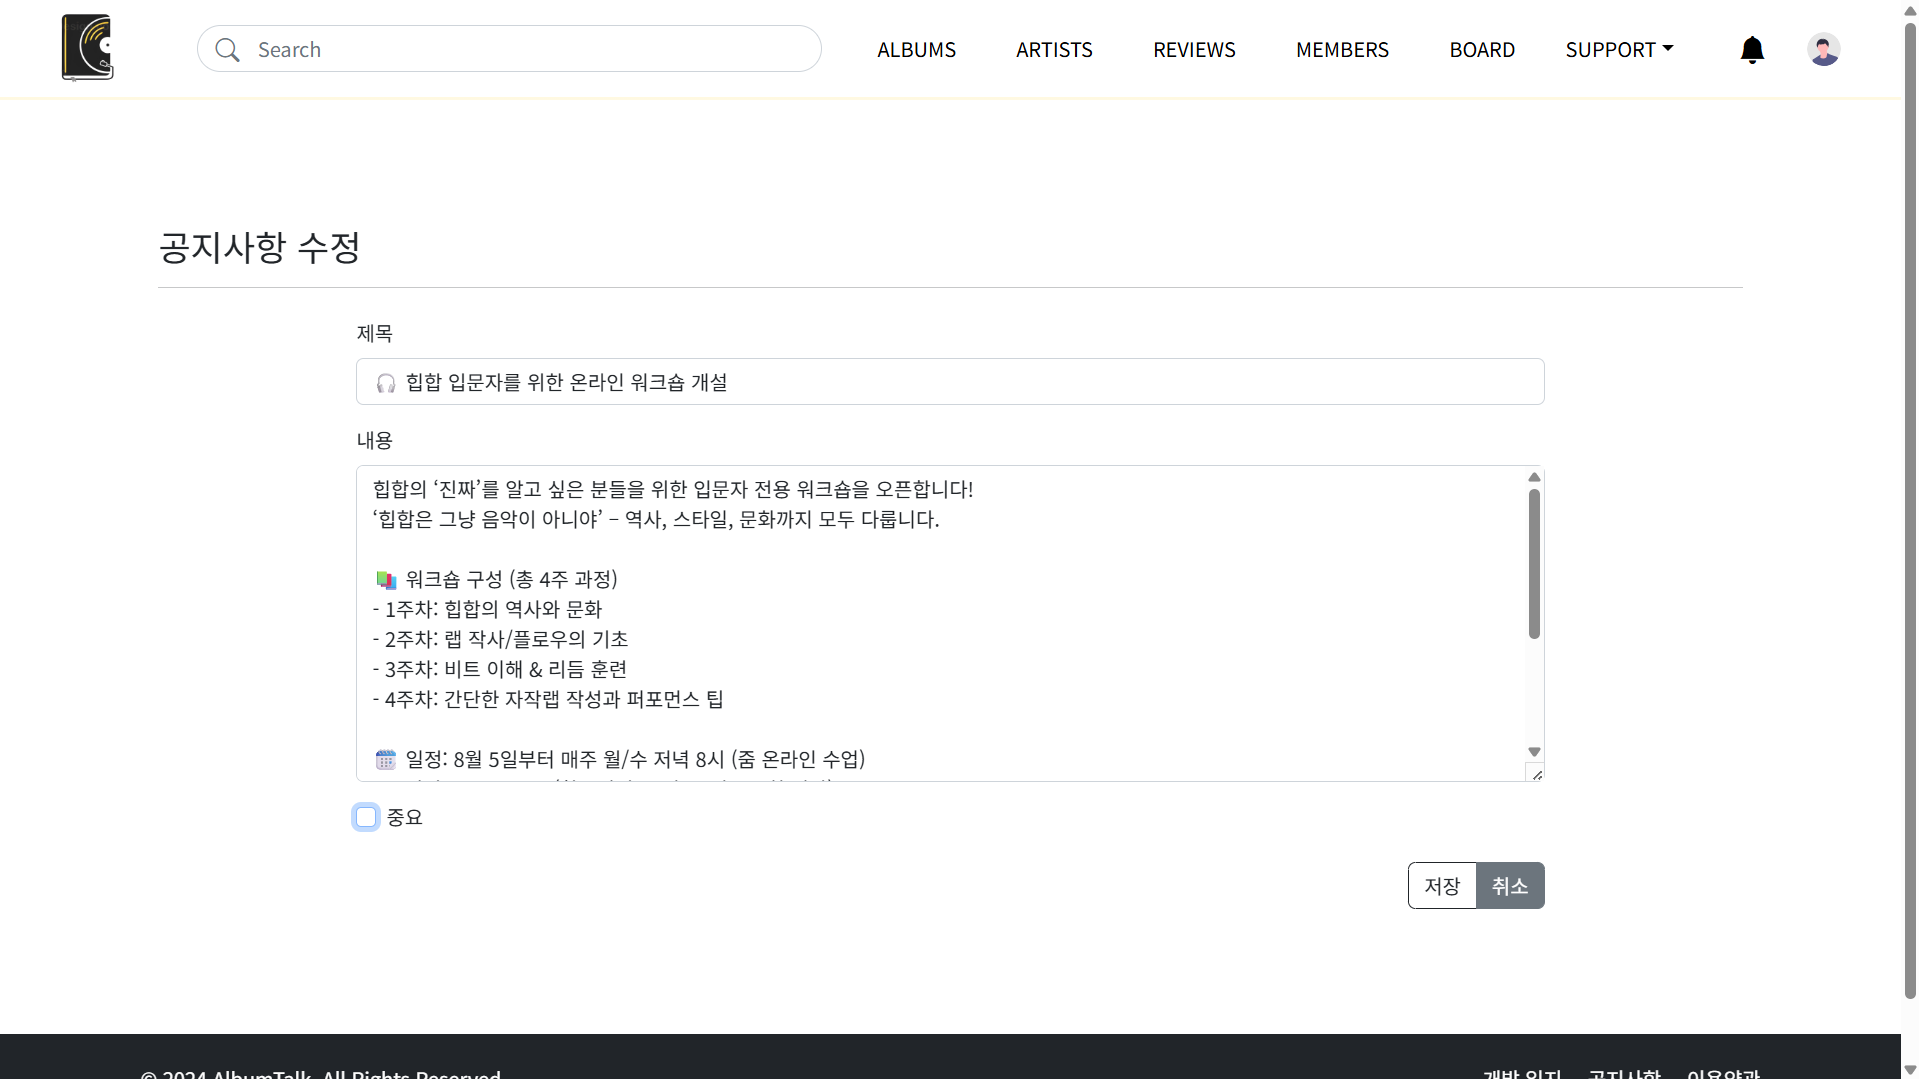 Search
ALBUMS ARTISTS REVIEWS MEMBERS BOARD SUPPORT
공지사항 수정
제목
🎧 힙합 입문자를 위한 온라인 워크숍 개설
내용
힙합의 ‘진짜’를 알고 싶은 분들을 위한 입문자 전용 워크숍을 오픈합니다!
‘힙합은 그냥 음악이 아니야’ – 역사, 스타일, 문화까지 모두 다룹니다.
📚 워크숍 구성 (총 4주 과정)
- 1주차: 힙합의 역사와 문화
- 2주차: 랩 작사/플로우의 기초
- 3주차: 비트 이해 & 리듬 훈련
- 4주차: 간단한 자작랩 작성과 퍼포먼스 팁
🗓️ 일정: 8월 5일부터 매주 월/수 저녁 8시 (줌 온라인 수업)
중요
저장 취소
© 2024 AlbumTalk. All Rights Reserved.
개발 일지 공지사항 이용약관